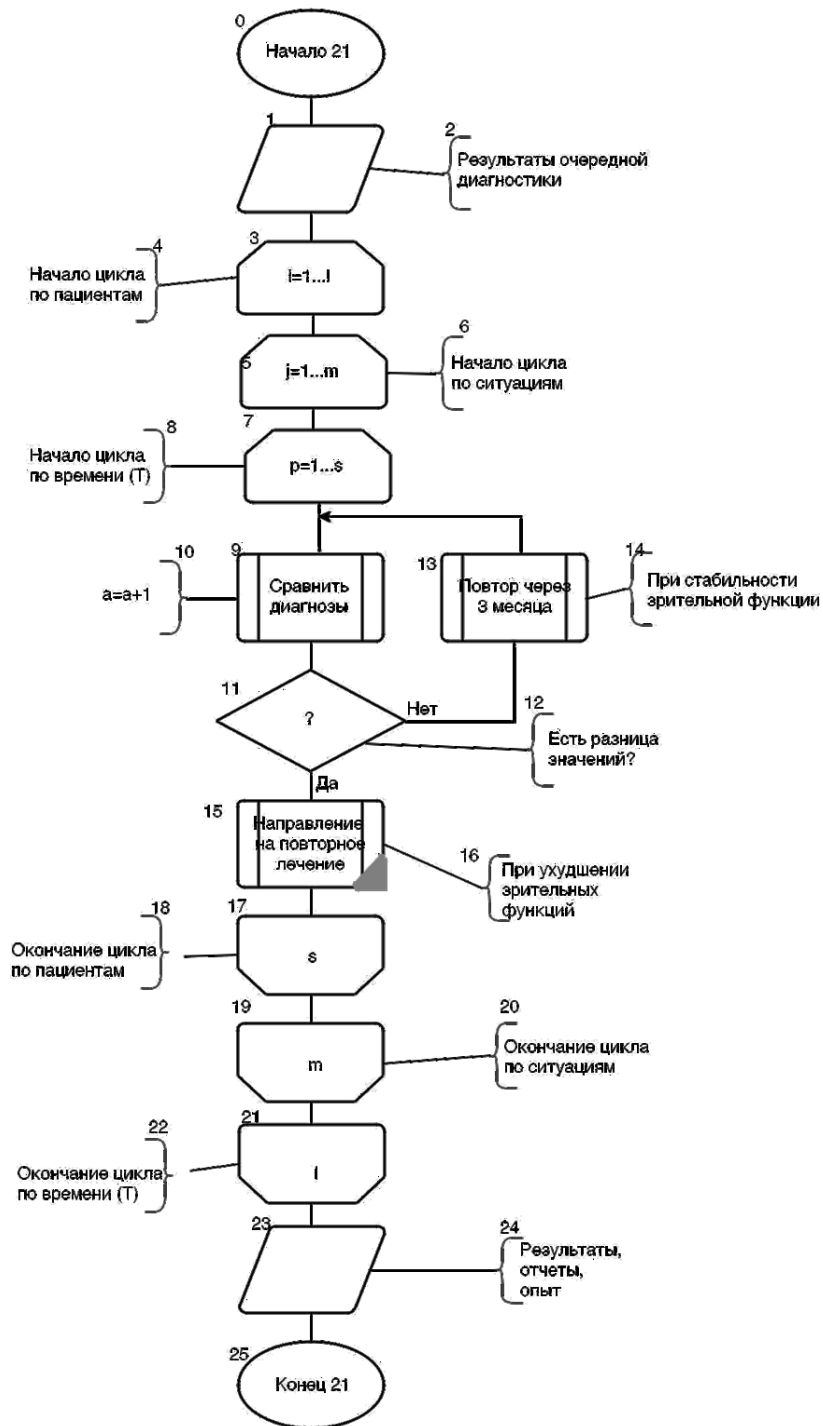 0
Начало 21
1
2
Результаты очередной
диагностики
3
i=1...l
4
Начало цикла
по пациентам
5
j=1...m
6
Начало цикла
по ситуациям
7
p=1...s
8
Начало цикла
по времени (Т)
9
Сравнить
диагнозы
10
a=a+1
13
Повтор через
3 месяца
14
При стабильности
зрительной функции
11
?
Нет
12
Есть разница
значений?
Да
15
Направление
на повторное
лечение
16
При ухудшении
зрительных
функций
17
s
18
Окончание цикла
по пациентам
19
m
20
Окончание цикла
по ситуациям
21
l
22
Окончание цикла
по времени (Т)
23
24
Результаты,
отчеты,
опыт
25
Конец 21